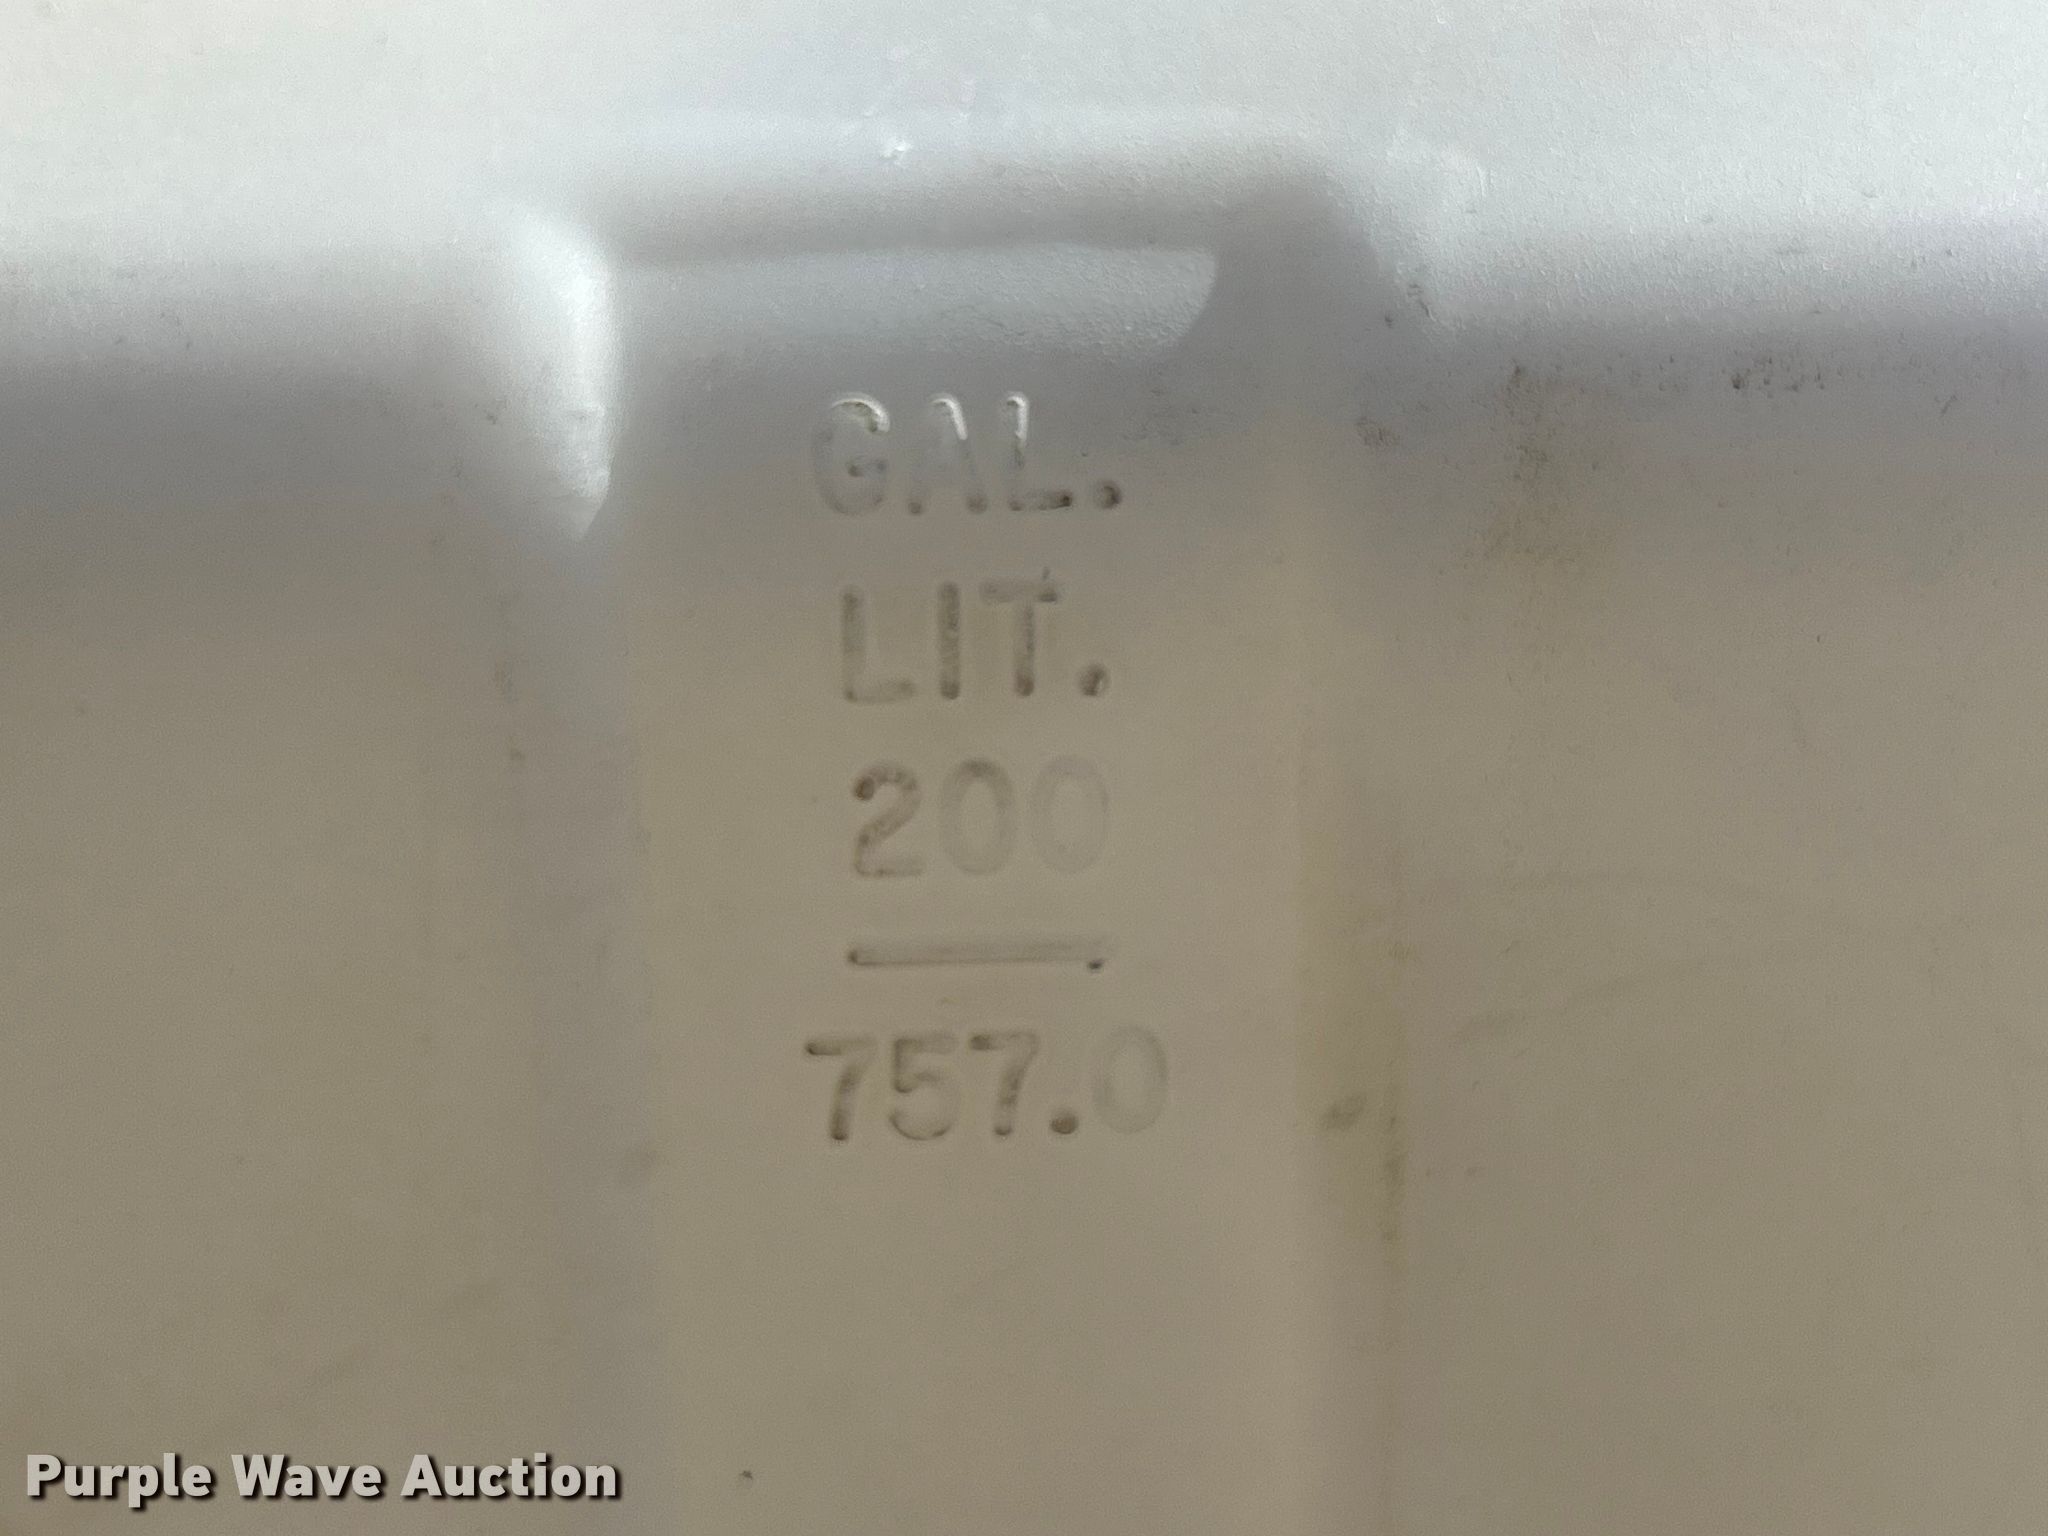 GAL.
LIT.
200
757.0
Purple Wave Auction